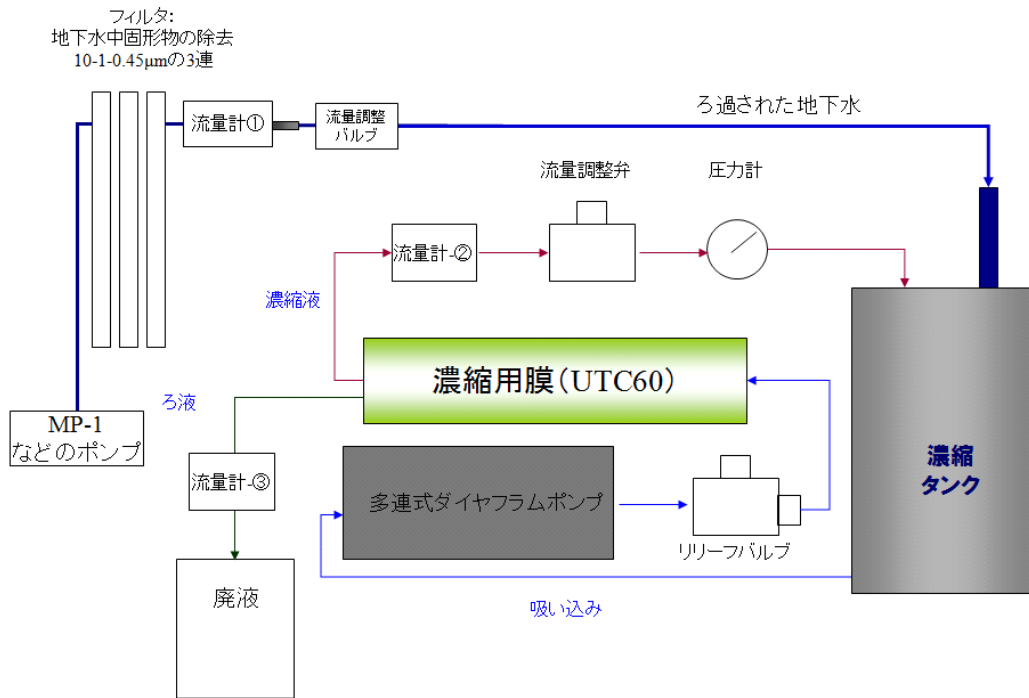 フィルタ:
地下水中固形物の除去
10-1-0.45μmの3連
流量計①
流量調整
バルブ
ろ過された地下水
流量調整弁
圧力計
流量計-②
濃縮液
濃縮用膜(UTC60)
ろ液
MP-1
などのポンプ
流量計-③
多連式ダイヤフラムポンプ
リリーフバルブ
濃縮
タンク
廃液
吸い込み